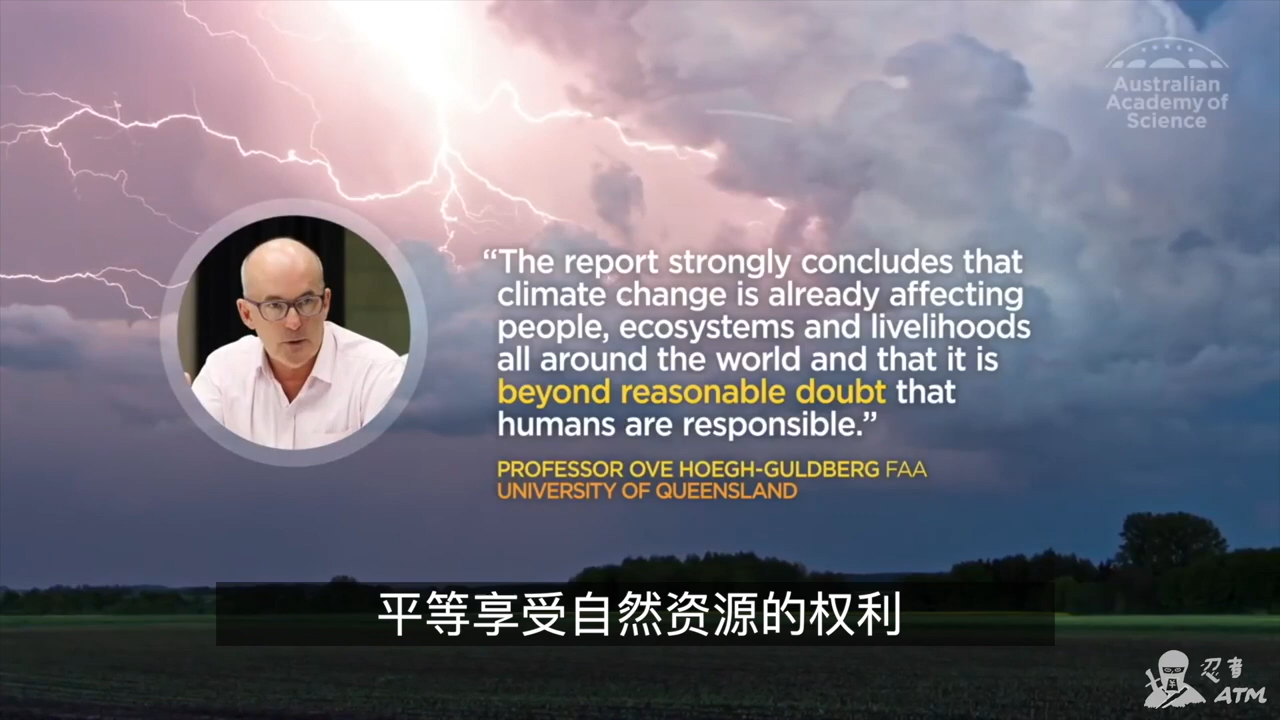 Australian
Academy of
Science
“The report strongly concludes that
climate change is already affecting
people, ecosystems and livelihoods
all around the world and that it is
beyond reasonable doubt that
humans are responsible.”
PROFESSOR OVE HOEGH-GULDBERG FAA
UNIVERSITY OF QUEENSLAND
平等享受自然资源的权利
忍者
ATM